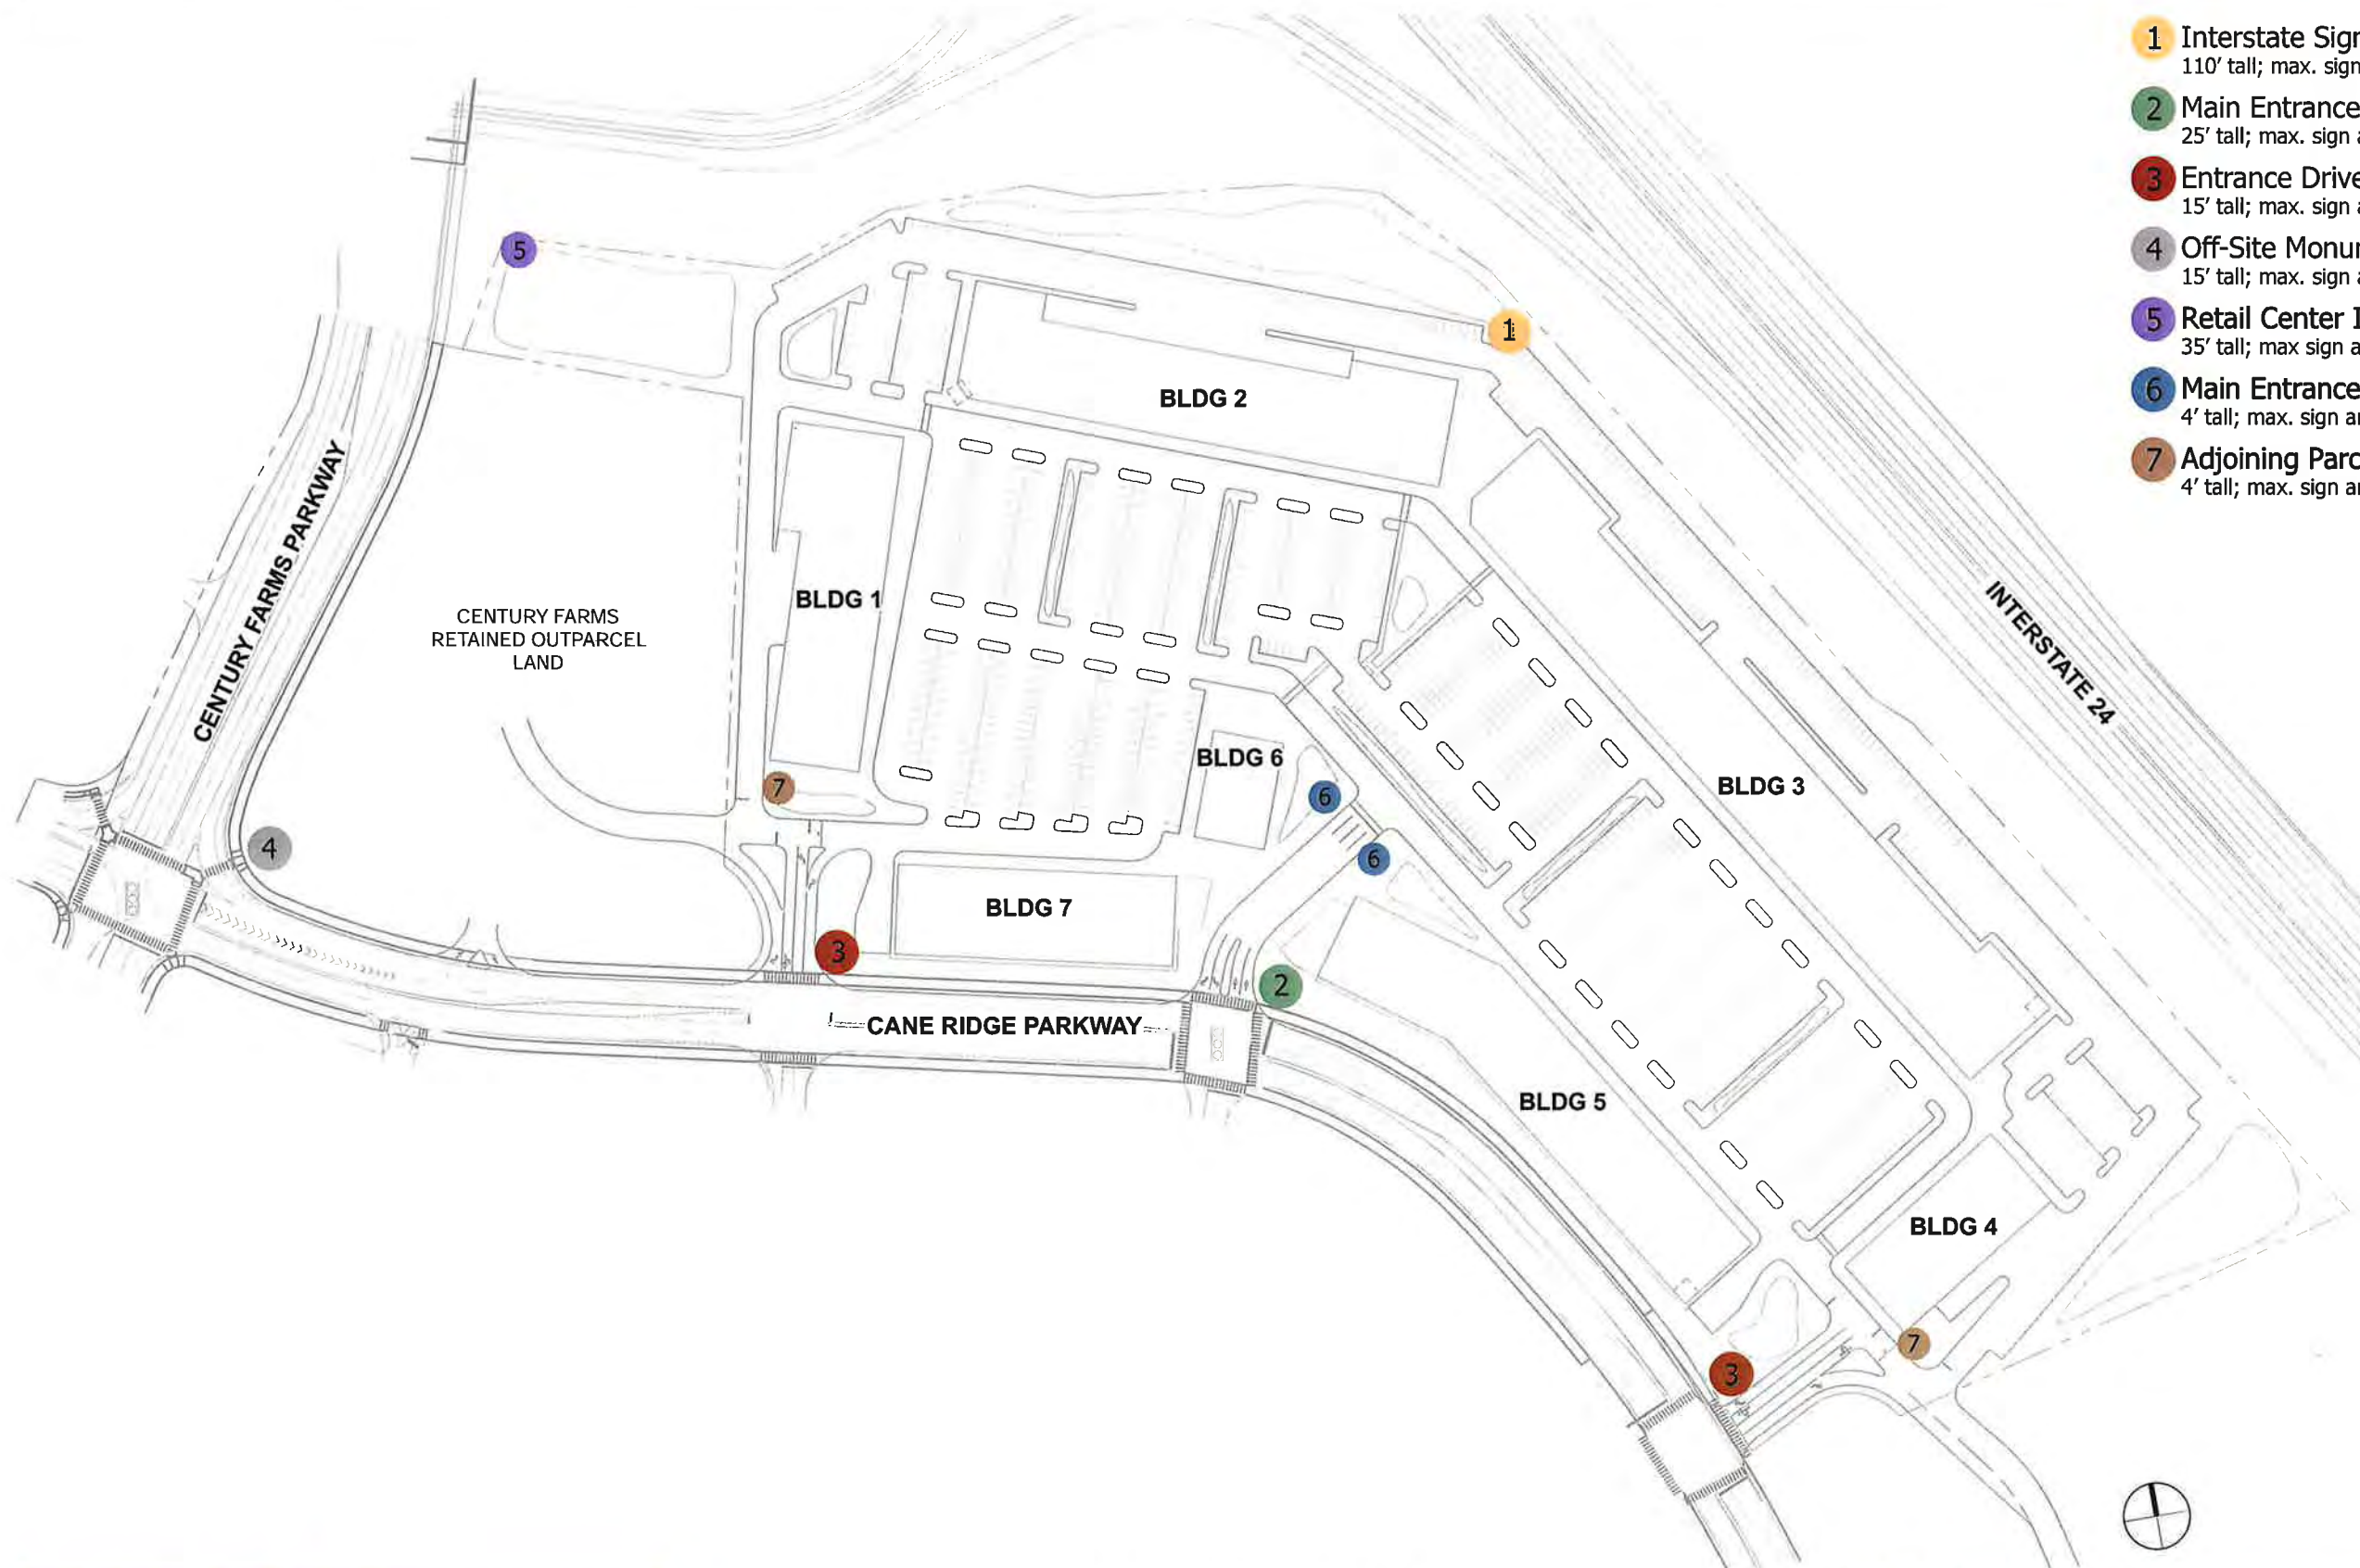 1 Interstate Sign
110' tall; max. sign
2 Main Entrance
25' tall; max. sign
3 Entrance Drive
15' tall; max. sign
4 Off-Site
15' tall; max. sign
5 Retail Center
35' tall; max sign
6 Main Entrance
4' tall; max. sign
7 Adjoining
4' tall; max. sign
5
1
BLDG 2
CENTURY FARMS PARKWAY
BLDG 1
CENTURY FARMS
RETAINED OUTPARCEL
LAND
INTERSTATE 24
BLDG 6
BLDG 3
7
6
4
6
BLDG 7
3
2
CANE RIDGE PARKWAY
BLDG 5
BLDG 4
7
3